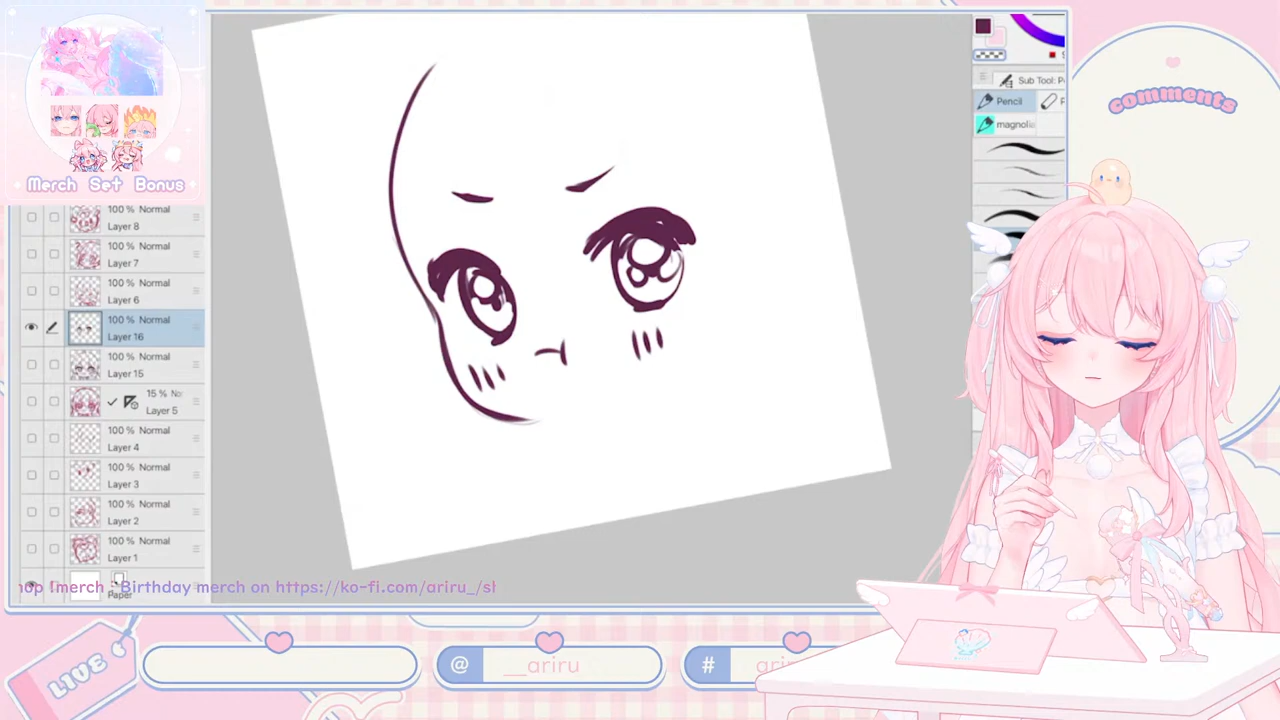 Merch Set Bonus
100 % Normal
Layer 8
100 % Normal
Layer 7
100 % Normal
Layer 6
100 % Normal
Layer 16
100 % Normal
Layer 15
15 % No
Layer 5
100 % Normal
Layer 4
100 % Normal
Layer 3
100 % Normal
Layer 2
100 % Normal
Layer 1
Paper
!merch - Birthday merch on https://ko-fi.com/ariru_/sh
Sub Tool: P
Pencil
magnolia
comments
LIVE
@ __ariru
# ariru